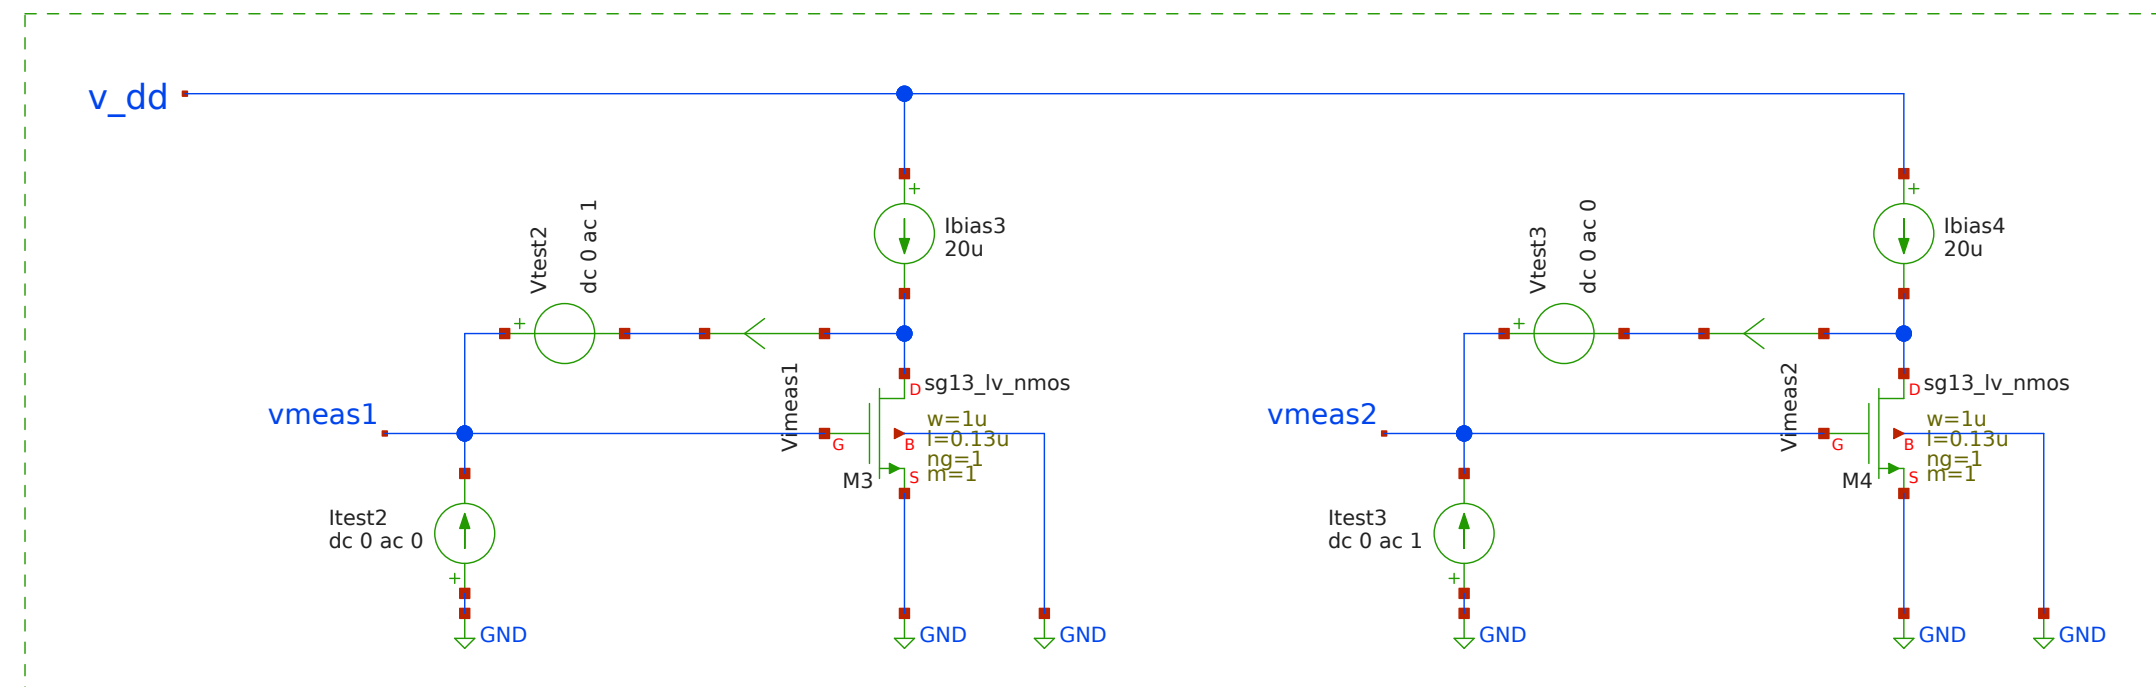 v_dd
Ibias3
20u
Vtest2
dc 0 ac 1
+
+
vmeas1
Vimeas1
D
G
B
S
sg13_lv_nmos
w=1u
l=0.13u
ng=1
m=1
M3
Itest2
dc 0 ac 0
+
GND
GND
GND
Ibias4
20u
Vtest3
dc 0 ac 0
+
+
vmeas2
Vimeas2
D
G
B
S
sg13_lv_nmos
w=1u
l=0.13u
ng=1
m=1
M4
Itest3
dc 0 ac 1
+
GND
GND
GND